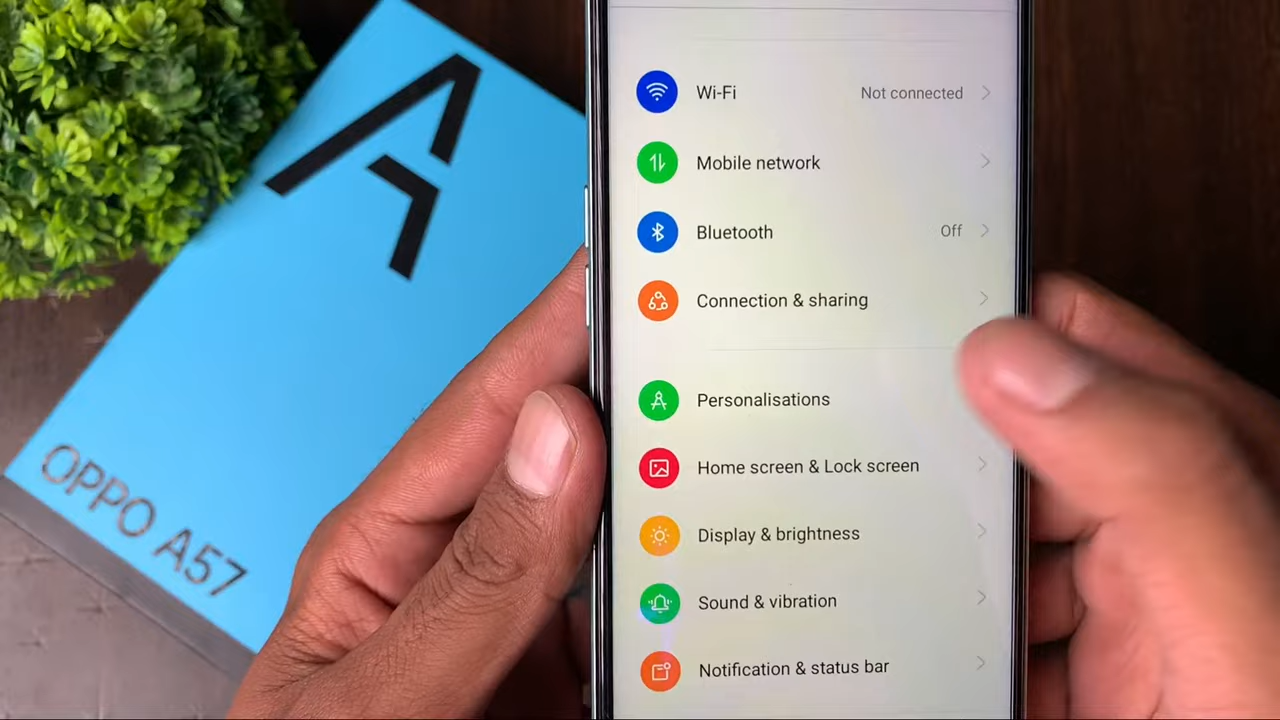 OPPO A57
Wi-Fi Not connected
Mobile network
Bluetooth Off
Connection & sharing
Personalisations
Home screen & Lock screen
Display & brightness
Sound & vibration
Notification & status bar